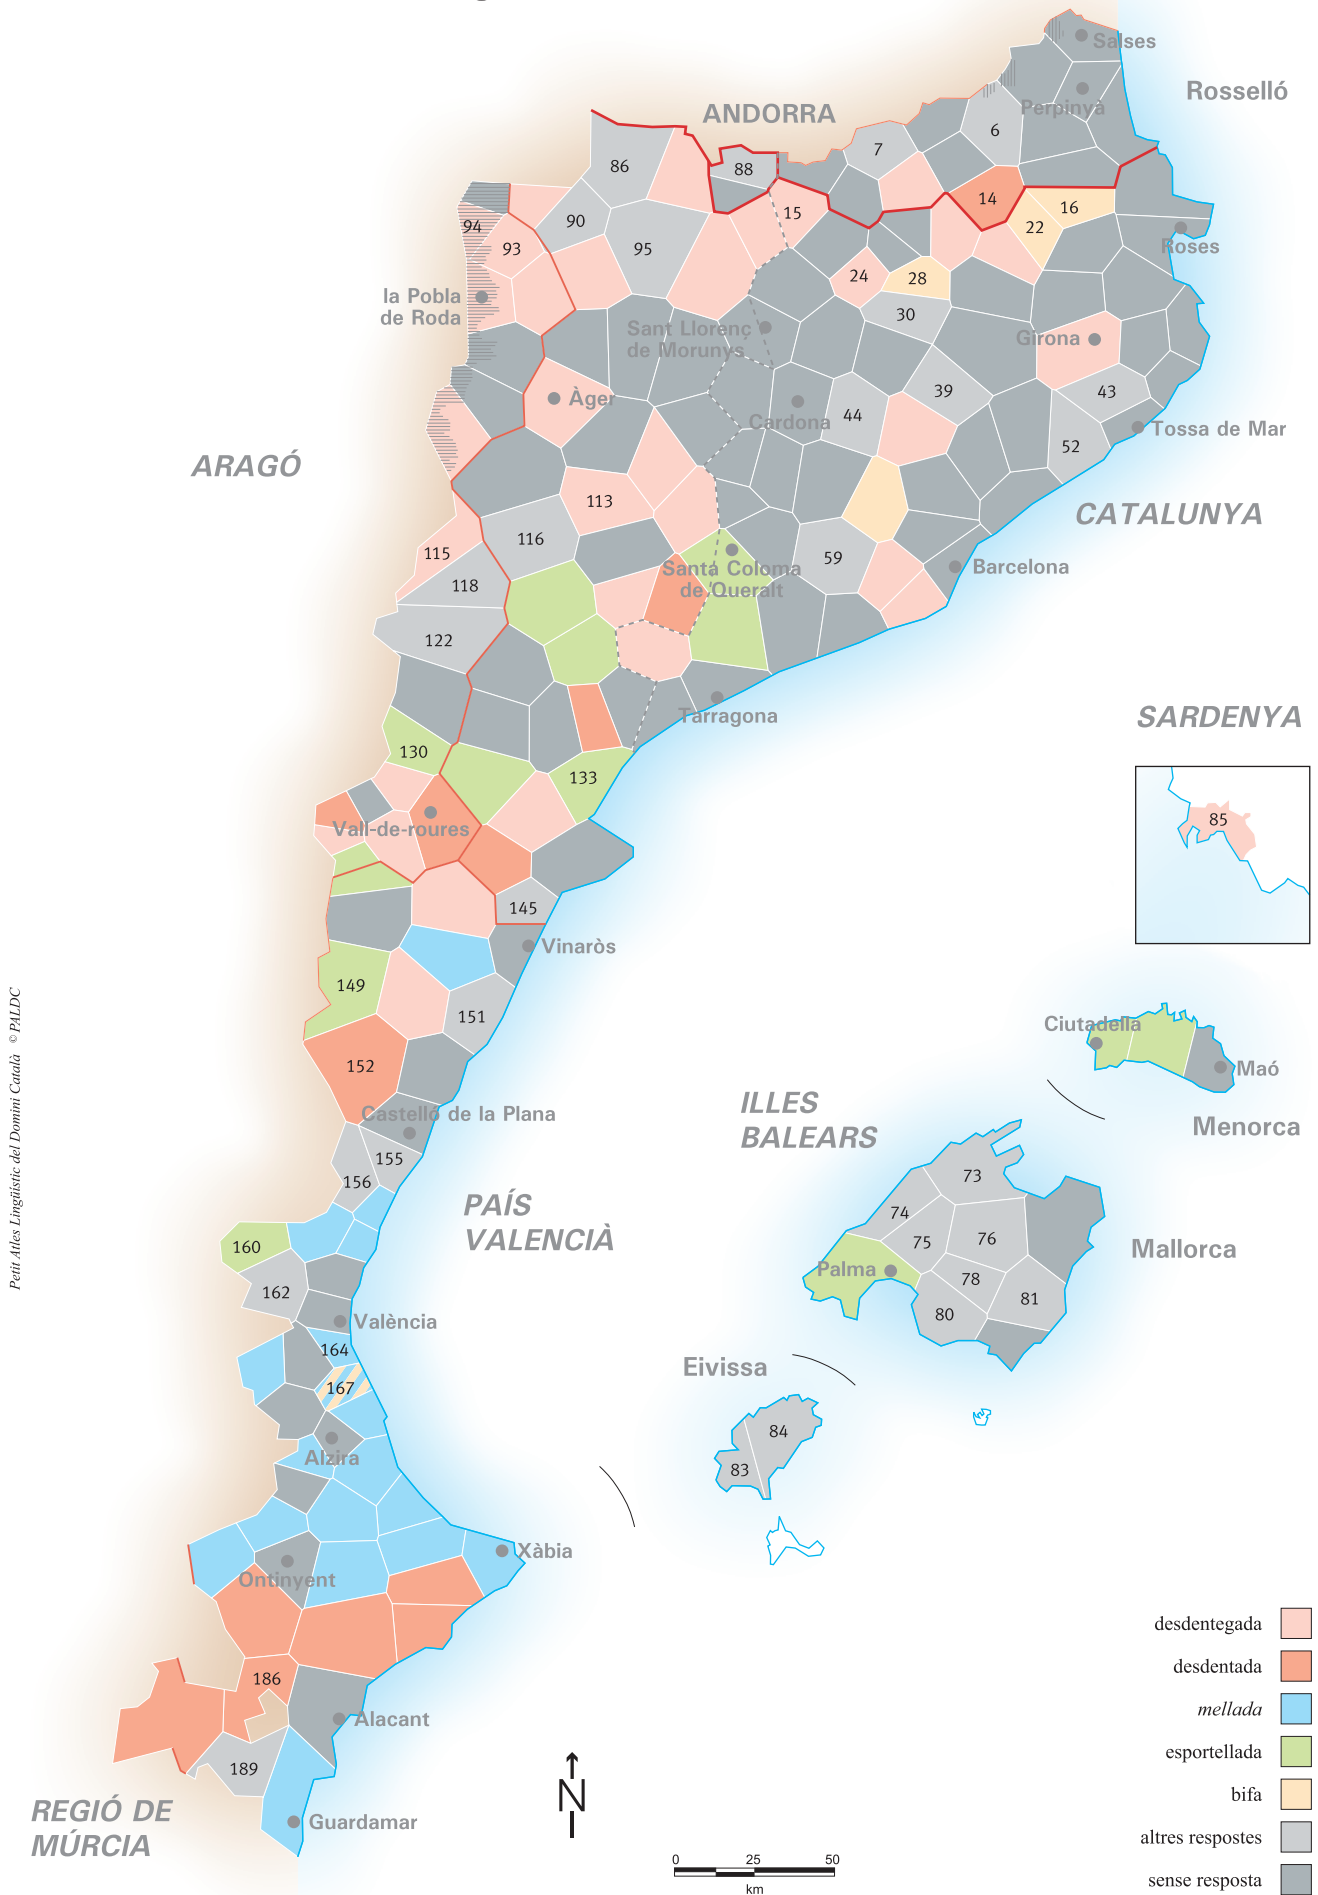 Salses
Rosselló
Perpinyà
ANDORRA
6
7
86
88
14
15
16
22
90
94
93
95
Roses
24
28
la Pobla
de Roda
30
Sant Llorenç
de Morunys
Girona
Àger
39
43
44
Cardona
Tossa de Mar
52
ARAGÓ
113
CATALUNYA
116
115
59
Santa Coloma
de Queralt
Barcelona
118
122
Tarragona
SARDENYA
130
133
85
Vall-de-roures
145
Vinaròs
149
151
Ciutadella
152
Maó
Castelló de la Plana
ILLES
BALEARS
Menorca
155
156
73
PAÍS
VALENCIÀ
74
75
76
160
Mallorca
Palma
78
162
81
80
València
164
Eivissa
167
84
Alzira
83
Xàbia
Ontinyent
186
Alacant
189
REGIÓ DE
MÚRCIA
Guardamar
N
0 25 50
km
desdentegada
desdentada
mellada
esportellada
bifa
altres respostes
sense resposta
Petit Atles Lingüístic del Domini Català © PALDC